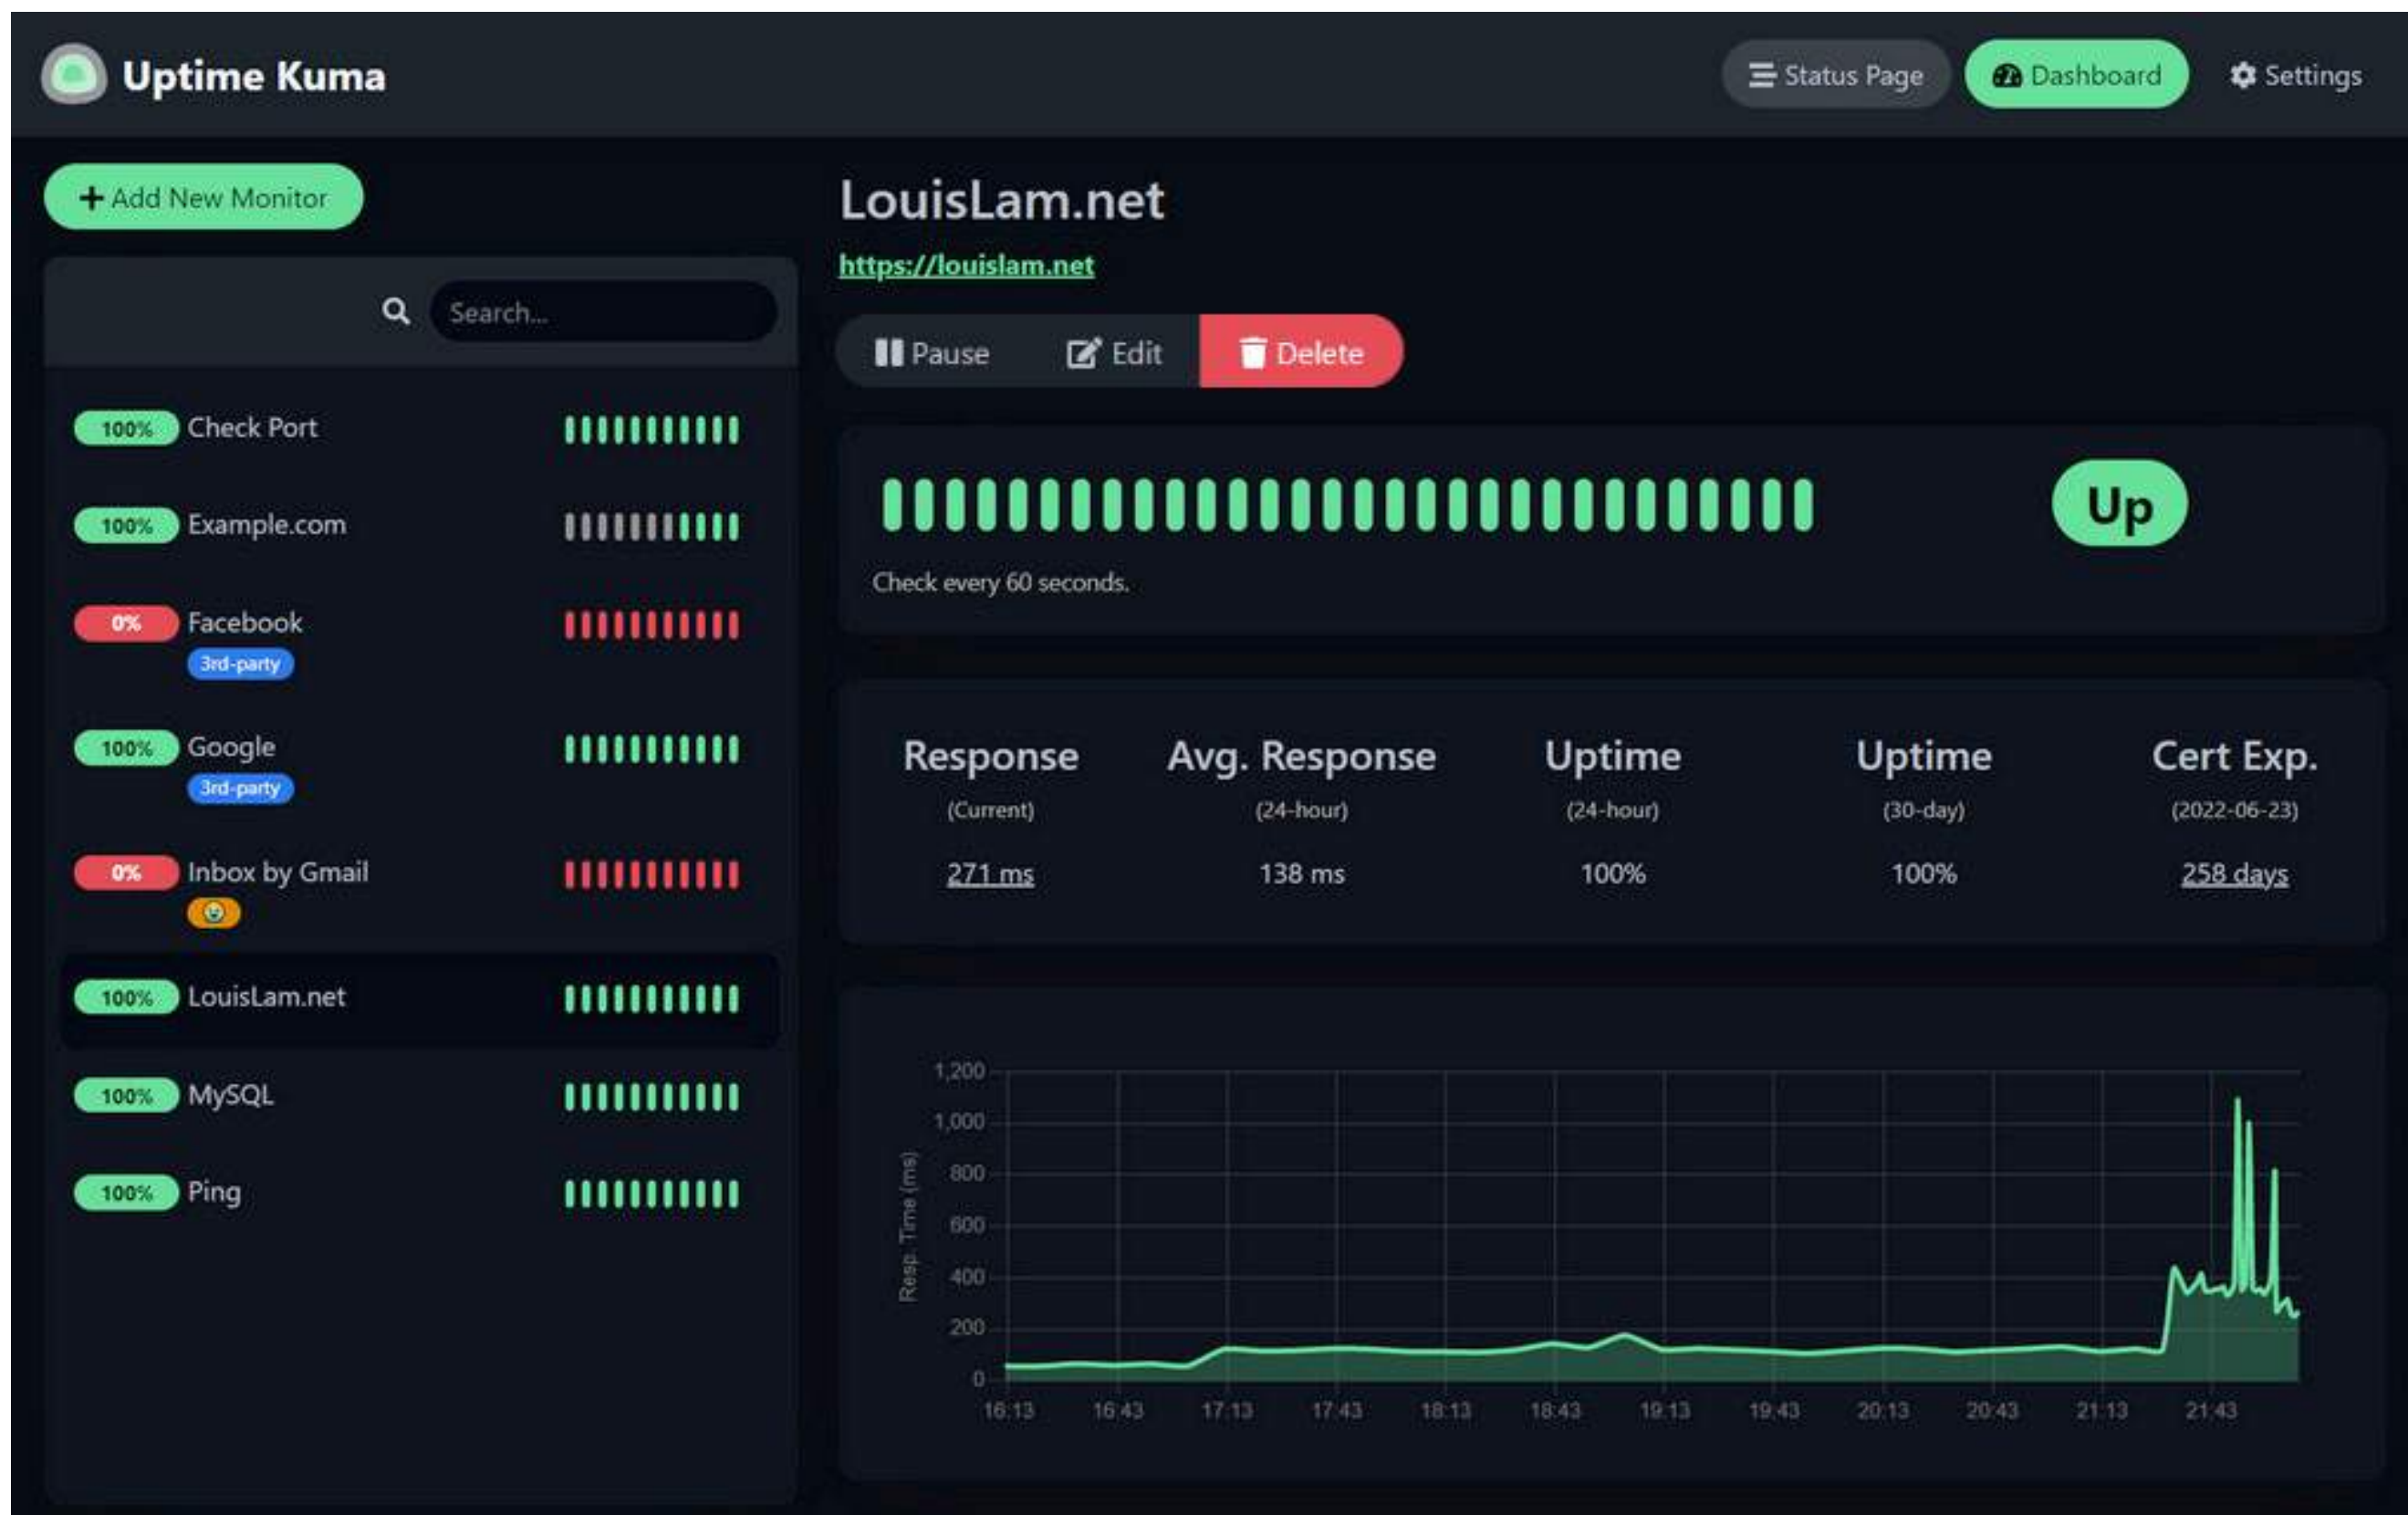 Uptime Kuma
Status Page
Dashboard
Settings
Add New Monitor
Search...
100% Check Port
100% Example.com
0% Facebook
3rd-party
100% Google
3rd-party
0% Inbox by Gmail
100% LouisLam.net
100% MySQL
100% Ping
LouisLam.net
https://louislam.net
Pause Edit Delete
Up
Check every 60 seconds.
Response Avg. Response Uptime Uptime Cert Exp.
(Current) (24-hour) (24-hour) (30-day) (2022-06-23)
271 ms 138 ms 100% 100% 258 days
1,200
1,000
800
600
400
200
0
Resp. Time (ms)
16:13 16:43 17:13 17:43 18:13 18:43 19:13 19:43 20:13 20:43 21:13 21:43